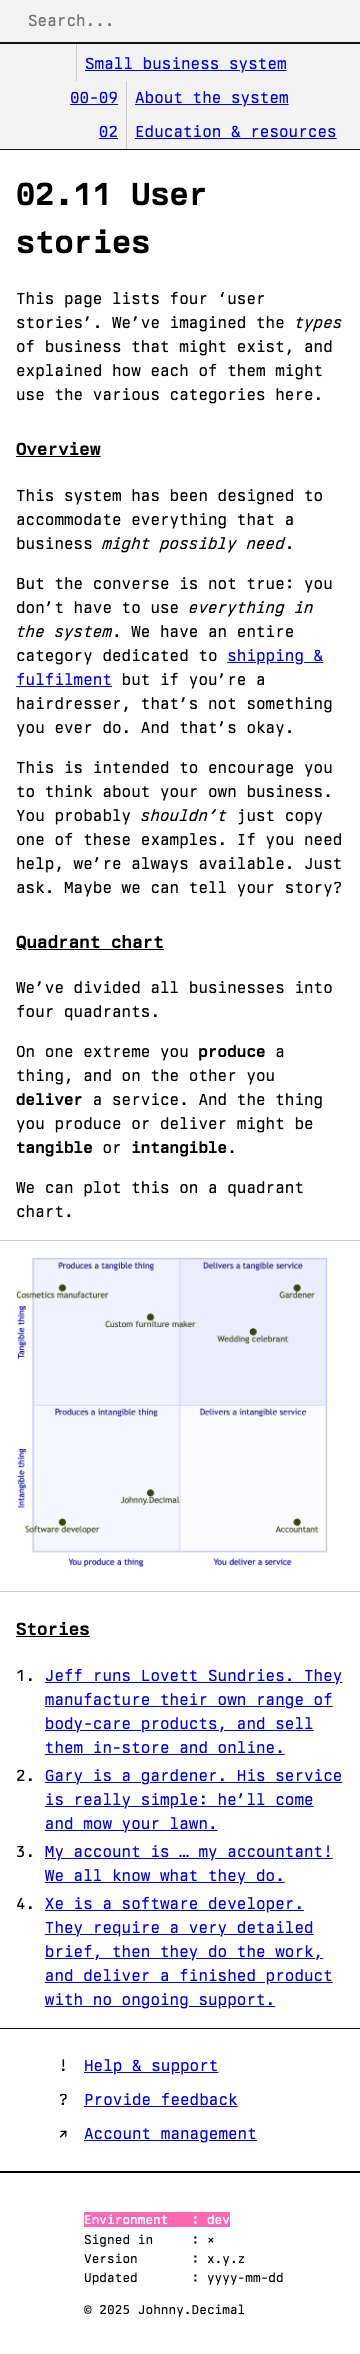 Search...
Small business system
00-09 About the system
02 Education & resources
02.11 User
stories
This page lists four ‘user
stories’. We’ve imagined the types
of business that might exist, and
explained how each of them might
use the various categories here.
Overview
This system has been designed to
accommodate everything that a
business might possibly need.
But the converse is not true: you
don’t have to use everything in
the system. We have an entire
category dedicated to shipping &
fulfilment but if you’re a
hairdresser, that’s not something
you ever do. And that’s okay.
This is intended to encourage you
to think about your own business.
You probably shouldn’t just copy
one of these examples. If you need
help, we’re always available. Just
ask. Maybe we can tell your story?
Quadrant chart
We’ve divided all businesses into
four quadrants.
On one extreme you produce a
thing, and on the other you
deliver a service. And the thing
you produce or deliver might be
tangible or intangible.
We can plot this on a quadrant
chart.
Produces a tangible thing
Delivers a tangible service
Cosmetics manufacturer
Gardener
Tangible thing
Custom furniture maker
Wedding celebrant
Produces a intangible thing
Delivers a intangible service
Intangible thing
Johnny.Decimal
Software developer
Accountant
You produce a thing
You deliver a service
Stories
1. Jeff runs Lovett Sundries. They
manufacture their own range of
body-care products, and sell
them in-store and online.
2. Gary is a gardener. His service
is really simple: he’ll come
and mow your lawn.
3. My account is … my accountant!
We all know what they do.
4. Xe is a software developer.
They require a very detailed
brief, then they do the work,
and deliver a finished product
with no ongoing support.
! Help & support
? Provide feedback
↗ Account management
Environment : dev
Signed in : ×
Version : x.y.z
Updated : yyyy-mm-dd
© 2025 Johnny.Decimal